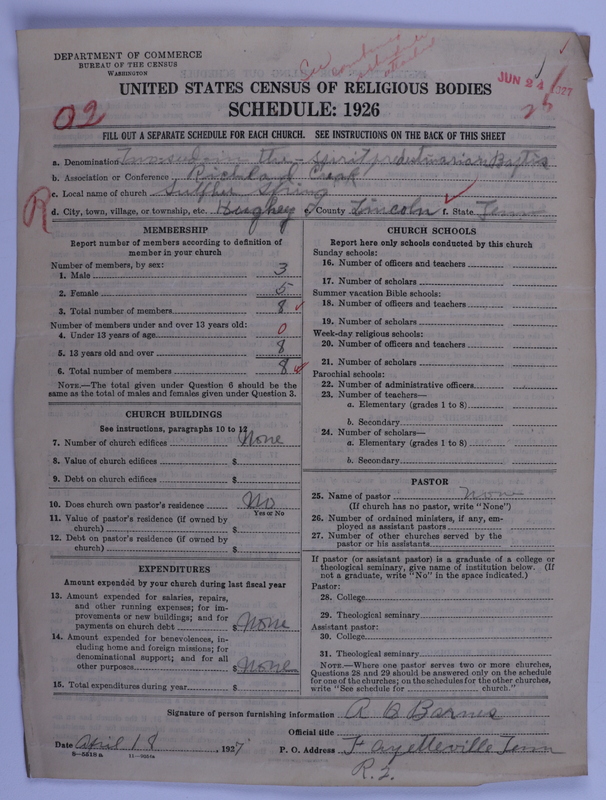 DEPARTMENT OF COMMERCE
BUREAU OF THE CENSUS
WASHINGTON
See
JUN 24 1927
UNITED STATES CENSUS OF RELIGIOUS BODIES
SCHEDULE: 1926
02
FILL OUT A SEPARATE SCHEDULE FOR EACH CHURCH. SEE INSTRUCTIONS ON THE BACK OF THIS SHEET
a. Denomination the-spirit predestinarian Baptis
b. Association or Conference Richland Creek
R
c. Local name of church Sulfher Spring
d. City, town, village, or township, etc. Hughey e. County Lincoln f. State Tenn
MEMBERSHIP
Report number of members according to definition of
member in your church
Number of members, by sex:
1. Male 3
2. Female 5
3. Total number of members 8
Number of members under and over 13 years old:
4. Under 13 years of age 0
5. 13 years old and over 8
6. Total number of members 8
NOTE.—The total given under Question 6 should be the
same as the total of males and females given under Question 3.
CHURCH BUILDINGS
See instructions, paragraphs 10 to 12
7. Number of church edifices None
8. Value of church edifices $
9. Debt on church edifices $
10. Does church own pastor's residence No
Yes or No
11. Value of pastor's residence (if owned by
church) $
12. Debt on pastor's residence (if owned by
church) $
EXPENDITURES
Amount expended by your church during last fiscal year
13. Amount expended for salaries, repairs,
and other running expenses; for im-
provements or new buildings; and for
payments on church debt $None
14. Amount expended for benevolences, in-
cluding home and foreign missions; for
denominational support; and for all
other purposes $None
15. Total expenditures during year $
CHURCH SCHOOLS
Report here only schools conducted by this church
Sunday schools:
16. Number of officers and teachers
17. Number of scholars
Summer vacation Bible schools:
18. Number of officers and teachers
19. Number of scholars
Week-day religious schools:
20. Number of officers and teachers
21. Number of scholars
Parochial schools:
22. Number of administrative officers
23. Number of teachers—
a. Elementary (grades 1 to 8)
b. Secondary
24. Number of scholars—
a. Elementary (grades 1 to 8)
b. Secondary
PASTOR
25. Name of pastor None
(If church has no pastor, write "None")
26. Number of ordained ministers, if any, em-
ployed as assistant pastors
27. Number of other churches served by the
pastor or his assistants
If pastor (or assistant pastor) is a graduate of a college or
theological seminary, give name of institution below. (If
not a graduate, write "No" in the space indicated.)
Pastor:
28. College
29. Theological seminary
Assistant pastor:
30. College
31. Theological seminary
NOTE.—Where one pastor serves two or more churches,
Questions 28 and 29 should be answered only on the schedule
for one of the churches; on the schedules for the other churches,
write "See schedule for church."
Signature of person furnishing information R B Barnes
Official title
Date April 18, 1927
P. O. Address Fayetteville Tenn
R. 2.